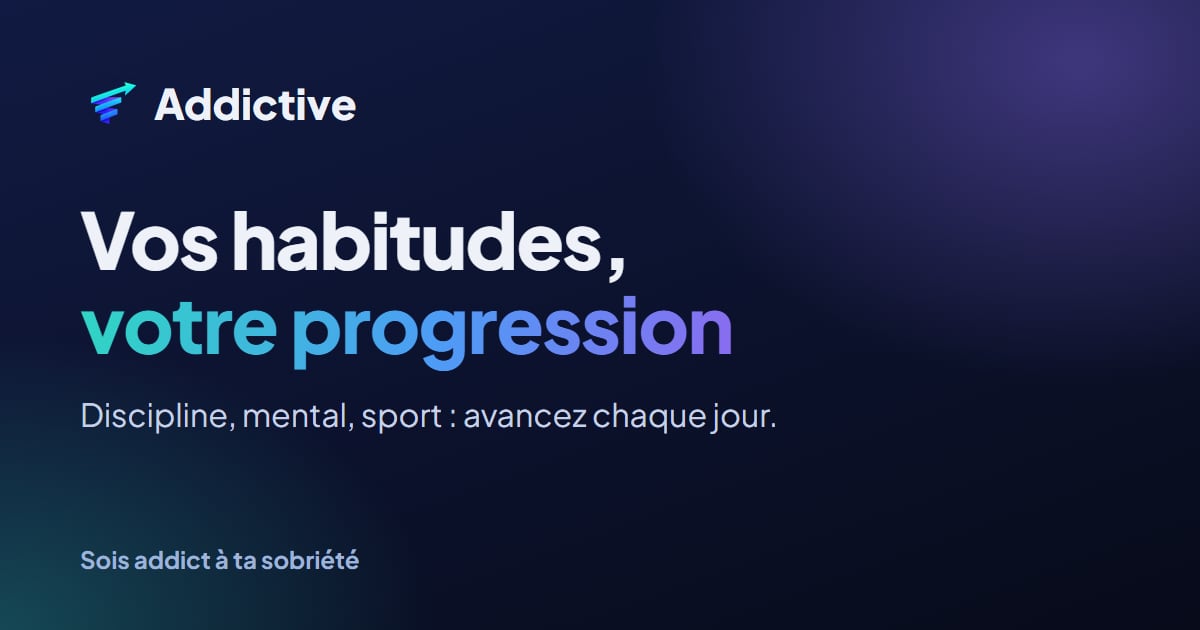 Addictive
Vos habitudes,
votre progression
Discipline, mental, sport : avancez chaque jour.
Sois addict à ta sobriété